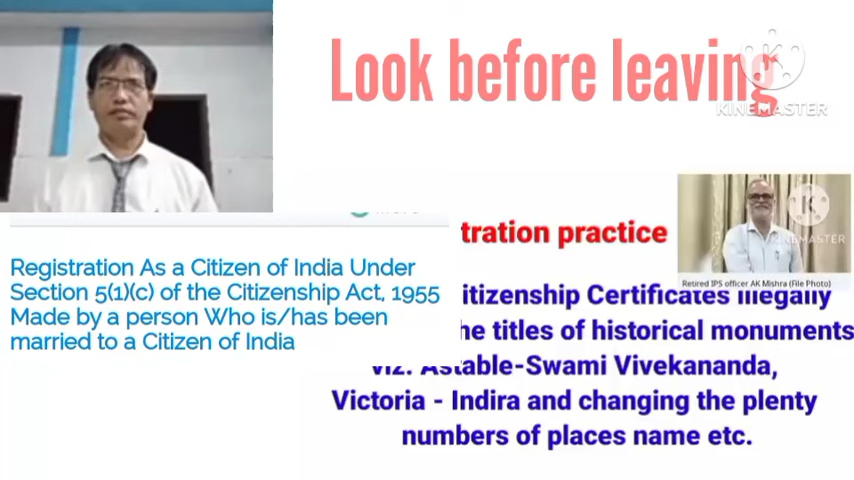 Look before leaving
KINEMASTER
tration practice
KINEMASTER
Retired IPS officer AK Mishra (File Photo)
Registration As a Citizen of India Under
Section 5(1)(c) of the Citizenship Act, 1955
Made by a person Who is/has been
married to a Citizen of India
itizenship Certificates illegally
he titles of historical monuments
viz. Astable-Swami Vivekananda,
Victoria - Indira and changing the plenty
numbers of places name etc.